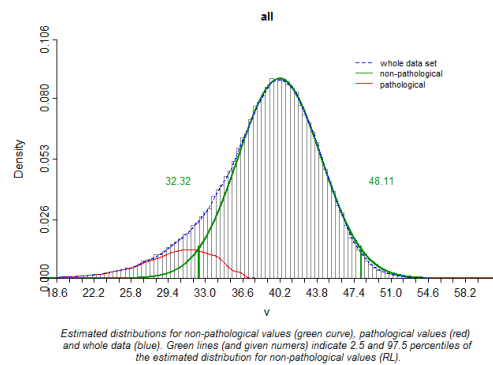 all
0.106
0.080
0.053
0.026
0.000
Density
whole data set
non-pathological
pathological
32.32
48.11
18.6 22.2 25.8 29.4 33.0 36.6 40.2 43.8 47.4 51.0 54.6 58.2
v
Estimated distributions for non-pathological values (green curve), pathological values (red)
and whole data (blue). Green lines (and given numers) indicate 2.5 and 97.5 percentiles of
the estimated distribution for non-pathological values (RL).